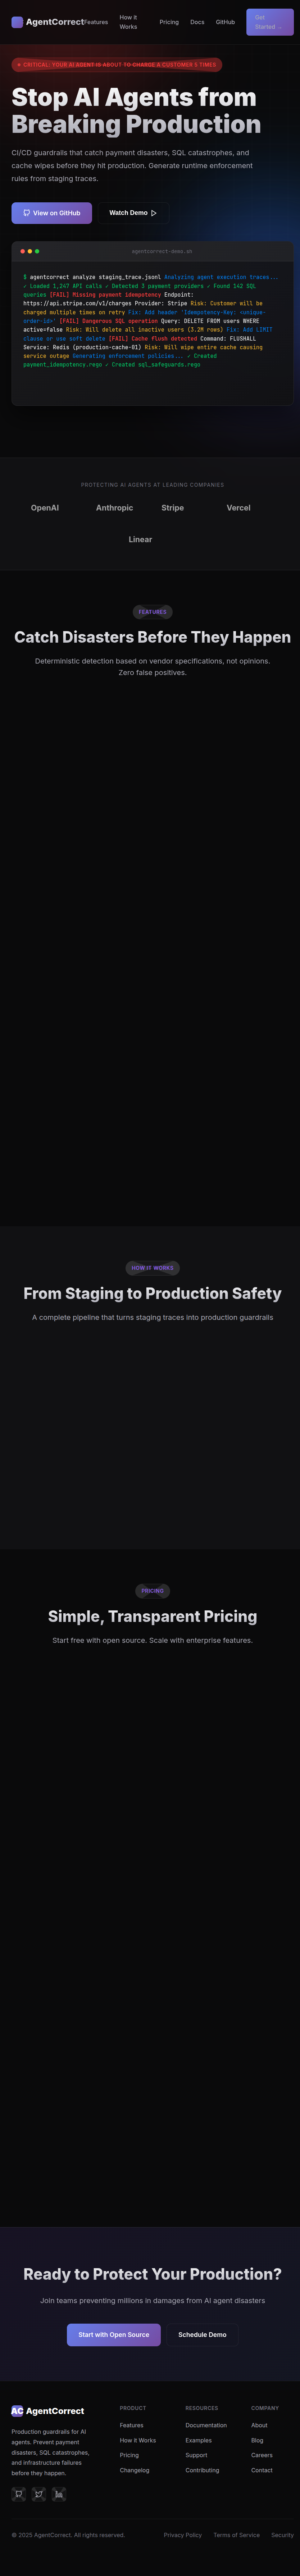 AgentCorrect
Features
How It Works
Pricing
Docs
GitHub
Get Started →
CRITICAL: YOUR AI AGENT IS ABOUT TO CHARGE A CUSTOMER 5 TIMES
Stop AI Agents from
Breaking Production
CI/CD guardrails that catch payment disasters, SQL catastrophes, and
cache wipes before they hit production. Generate runtime enforcement
rules from staging traces.
View on GitHub
Watch Demo
agentcorrect-demo.sh
$ agentcorrect analyze staging_trace.jsonl Analyzing agent execution traces...
✓ Loaded 1,247 API calls ✓ Detected 3 payment providers ✓ Found 142 SQL
queries [FAIL] Missing payment idempotency Endpoint:
https://api.stripe.com/v1/charges Provider: Stripe Risk: Customer will be
charged multiple times on retry Fix: Add header 'Idempotency-Key: <unique-
order-id>' [FAIL] Dangerous SQL operation Query: DELETE FROM users WHERE
active=false Risk: Will delete all inactive users (3.2M rows) Fix: Add LIMIT
clause or use soft delete [FAIL] Cache flush detected Command: FLUSHALL
Service: Redis (production-cache-01) Risk: Will wipe entire cache causing
service outage Generating enforcement policies... ✓ Created
payment_idempotency.rego ✓ Created sql_safeguards.rego
PROTECTING AI AGENTS AT LEADING COMPANIES
OpenAI
Anthropic
Stripe
Vercel
Linear
FEATURES
Catch Disasters Before They Happen
Deterministic detection based on vendor specifications, not opinions.
Zero false positives.
HOW IT WORKS
From Staging to Production Safety
A complete pipeline that turns staging traces into production guardrails
PRICING
Simple, Transparent Pricing
Start free with open source. Scale with enterprise features.
Ready to Protect Your Production?
Join teams preventing millions in damages from AI agent disasters
Start with Open Source
Schedule Demo
AC AgentCorrect
Production guardrails for AI
agents. Prevent payment
disasters, SQL catastrophes,
and infrastructure failures
before they happen.
PRODUCT
Features
How it Works
Pricing
Changelog
RESOURCES
Documentation
Examples
Support
Contributing
COMPANY
About
Blog
Careers
Contact
© 2025 AgentCorrect. All rights reserved.
Privacy Policy
Terms of Service
Security